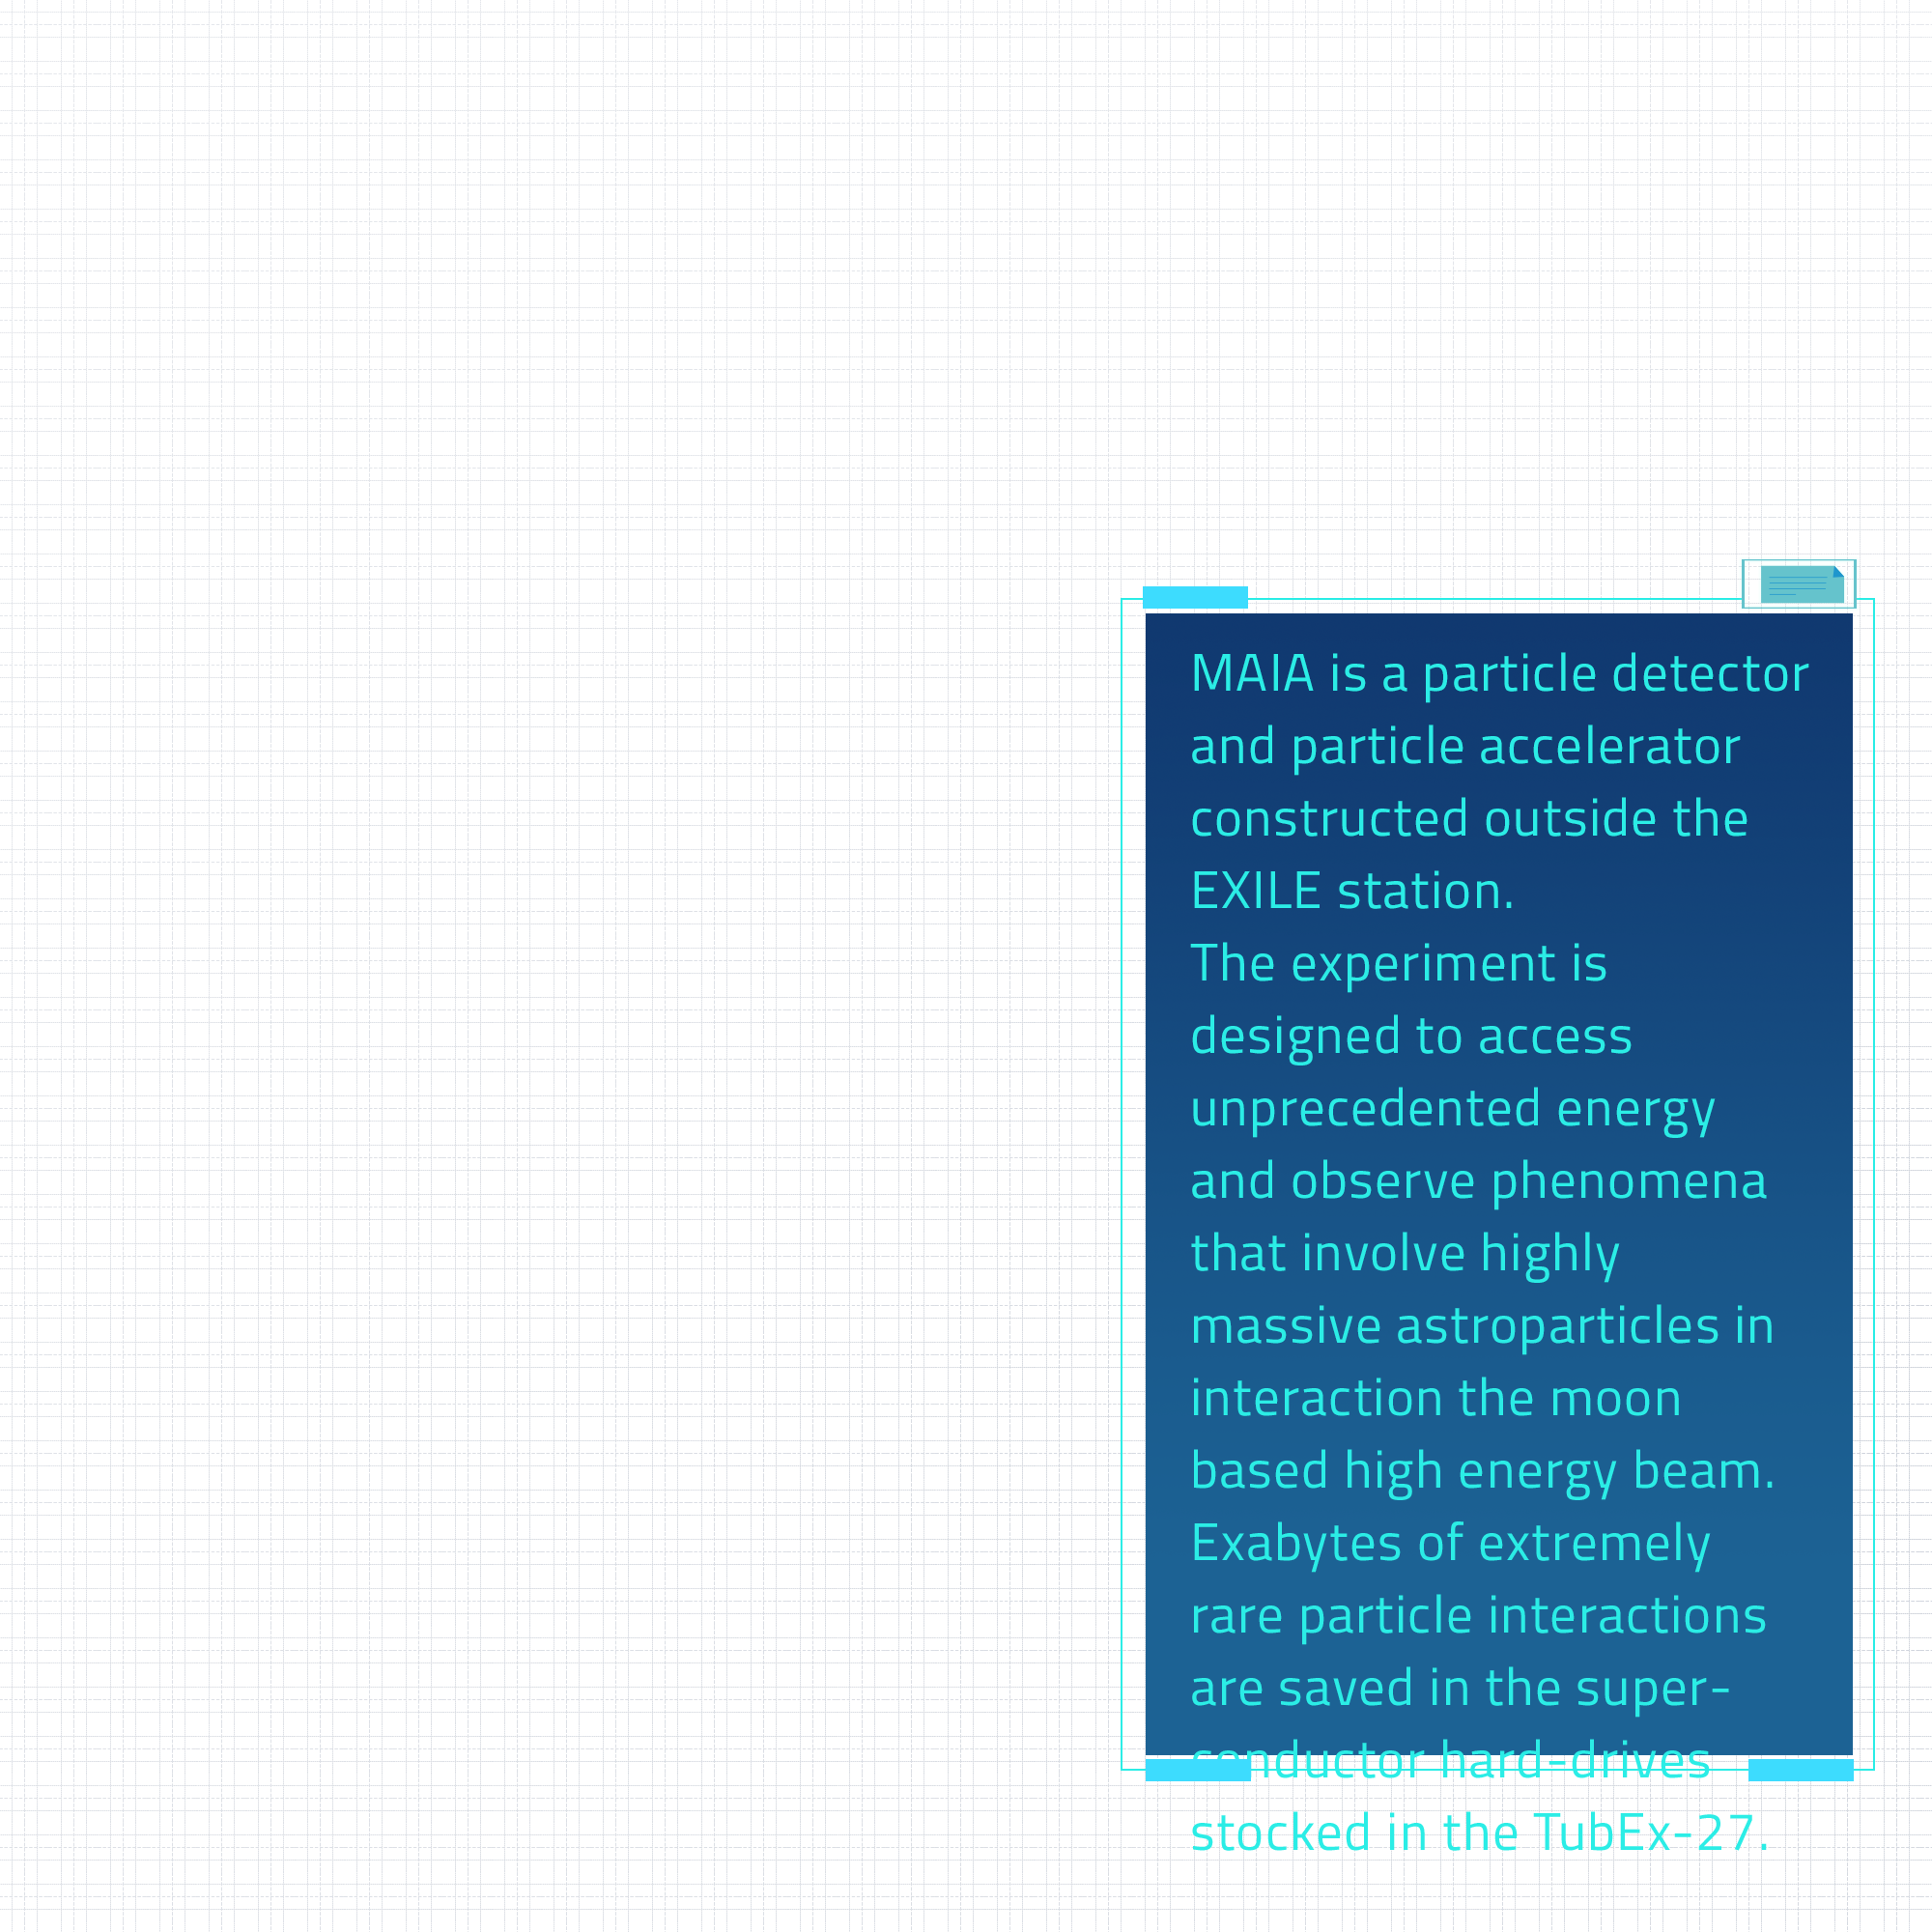 MAIA is a particle detector
and particle accelerator
constructed outside the
EXILE station.
The experiment is
designed to access
unprecedented energy
and observe phenomena
that involve highly
massive astroparticles in
interaction the moon
based high energy beam.
Exabytes of extremely
rare particle interactions
are saved in the super-
conductor hard-drives
stocked in the TubEx-27.